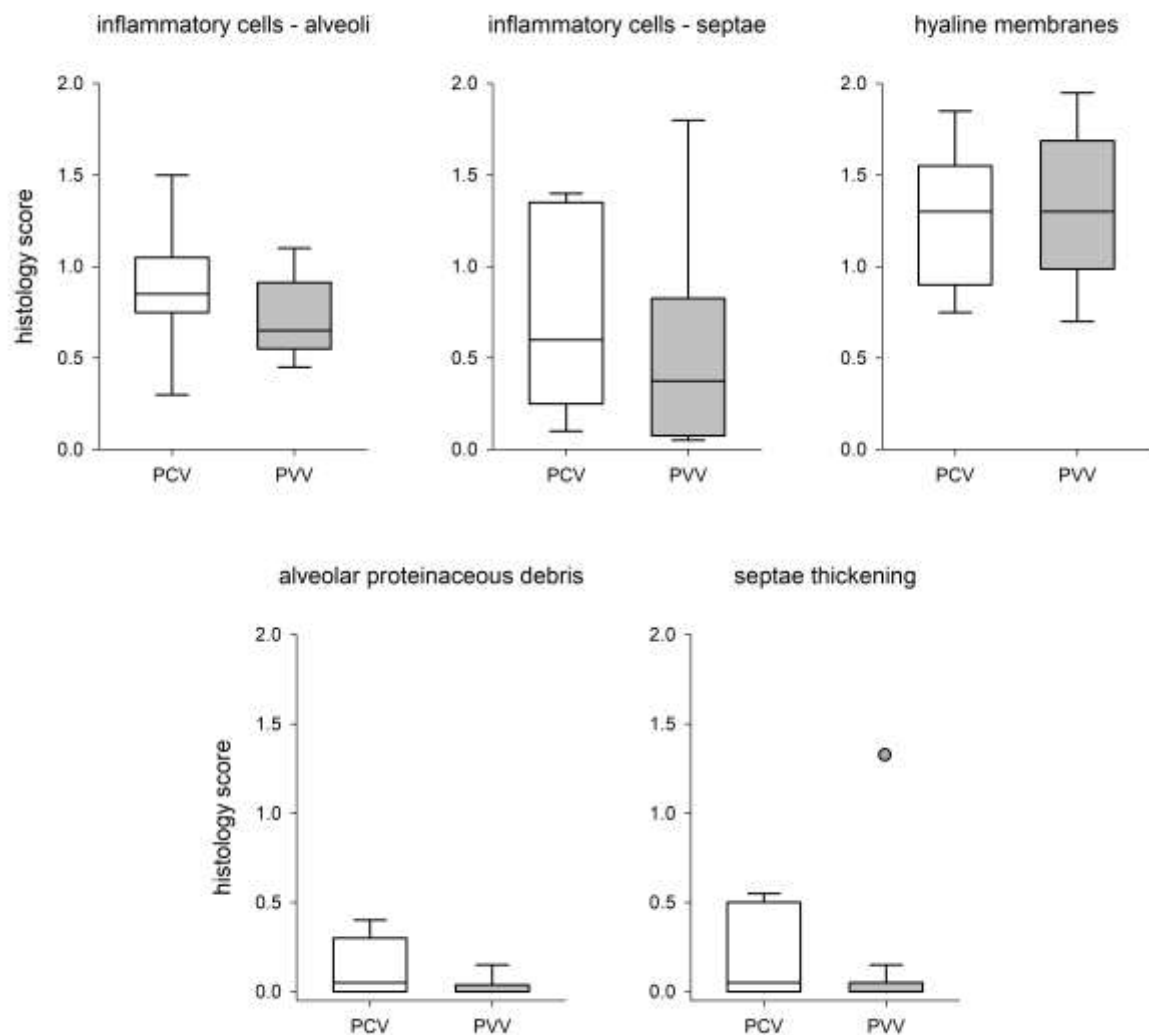 inflammatory cells - alveoli
inflammatory cells - septae
hyaline membranes
histology score
2.0
1.5
1.0
0.5
0.0
PCV
PVV
2.0
1.5
1.0
0.5
0.0
PCV
PVV
2.0
1.5
1.0
0.5
0.0
PCV
PVV
alveolar proteinaceous debris
septae thickening
histology score
2.0
1.5
1.0
0.5
0.0
PCV
PVV
2.0
1.5
1.0
0.5
0.0
PCV
PVV